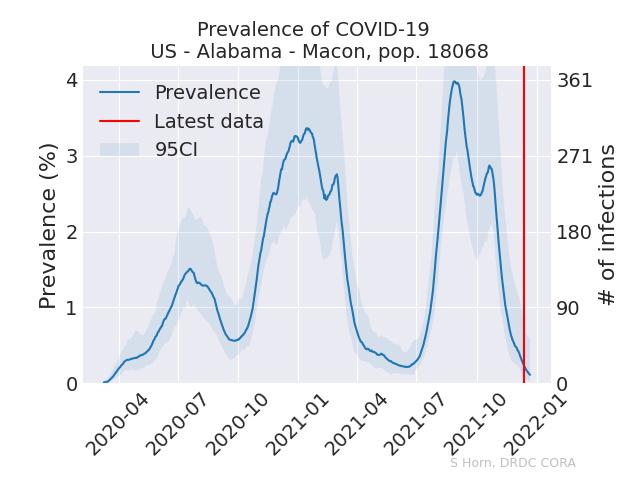 Prevalence of COVID-19
US - Alabama - Macon, pop. 18068
Prevalence
Latest data
95CI
Prevalence (%)
4
3
2
1
0
# of infections
361
271
180
90
0
2020-04
2020-07
2020-10
2021-01
2021-04
2021-07
2021-10
2022-01
S Horn, DRDC CORA